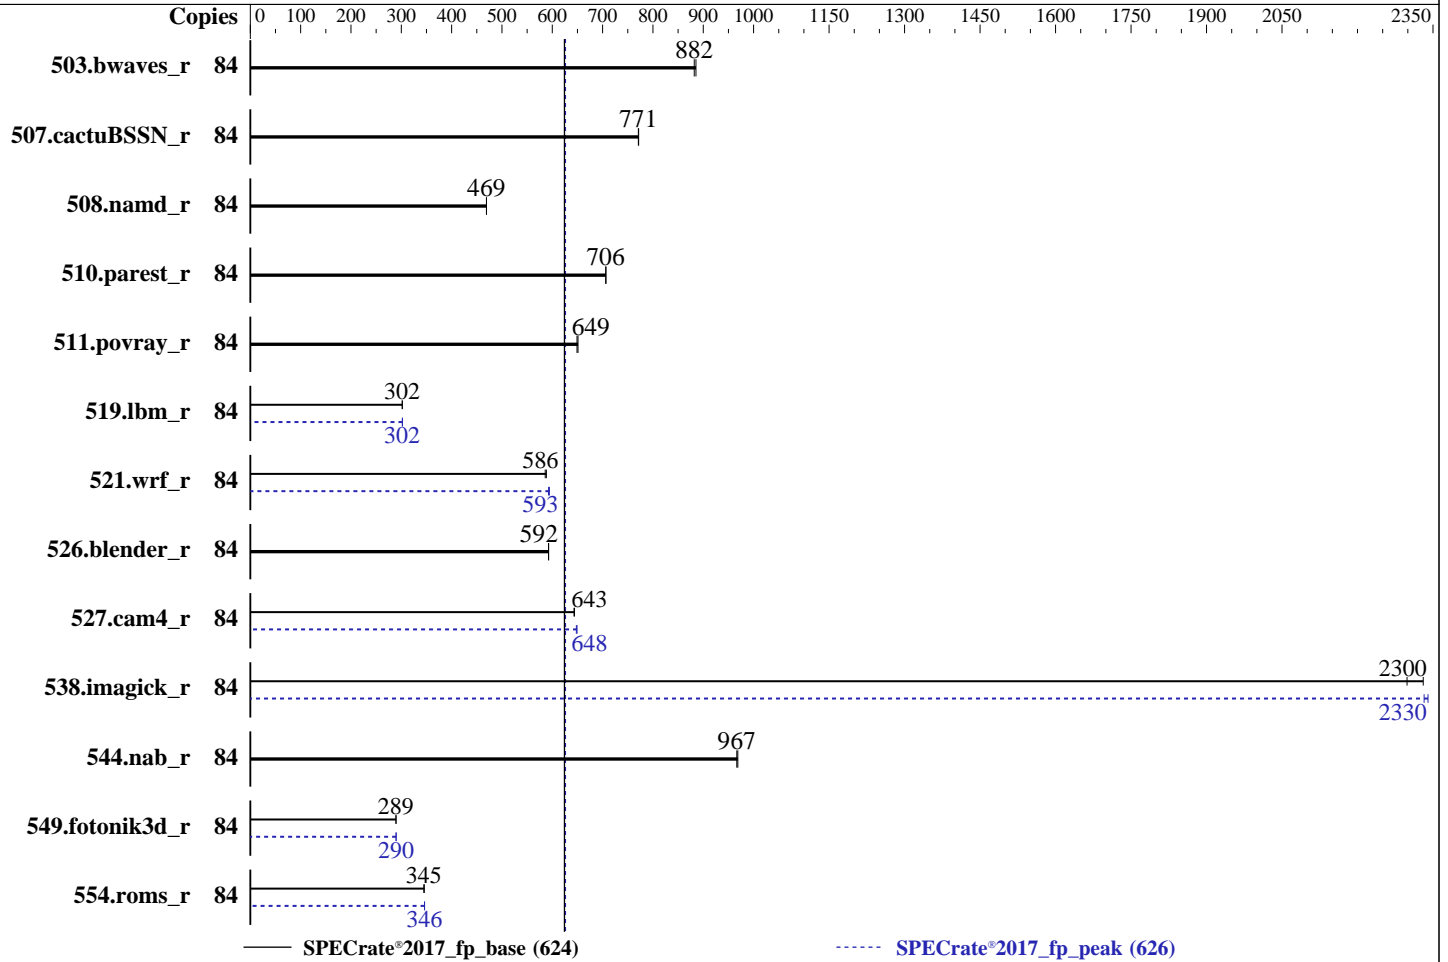 Copies 0 100 200 300 400 500 600 700 800 900 1000 1150 1300 1450 1600 1750 1900 2050 2350
503.bwaves_r 84 882
507.cactuBSSN_r 84 771
508.namd_r 84 469
510.parest_r 84 706
511.povray_r 84 649
519.lbm_r 84 302
302
521.wrf_r 84 586
593
526.blender_r 84 592
527.cam4_r 84 643
648
538.imagick_r 84 2300
2330
544.nab_r 84 967
549.fotonik3d_r 84 289
290
554.roms_r 84 345
346
SPECrate®2017_fp_base (624) SPECrate®2017_fp_peak (626)